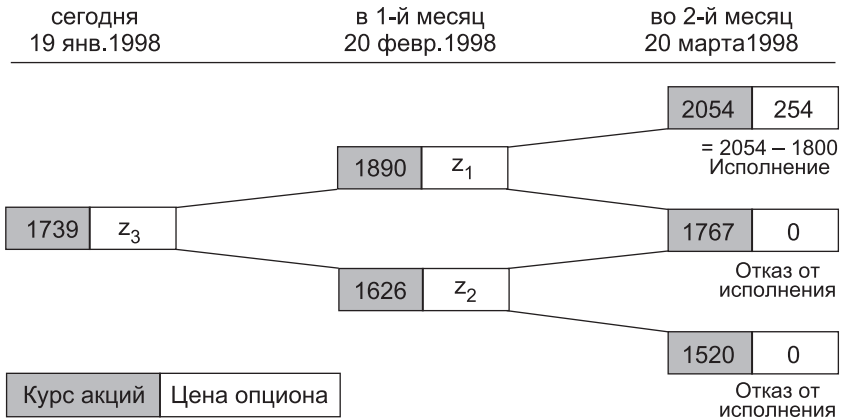 сегодня
19 янв.1998
в 1-й месяц
20 февр.1998
во 2-й месяц
20 марта1998
2054 254
= 2054 – 1800
Исполнение
1890 z1
1739 z3
1767 0
Отказ от
исполнения
1626 z2
1520 0
Отказ от
исполнения
Курс акций Цена опциона